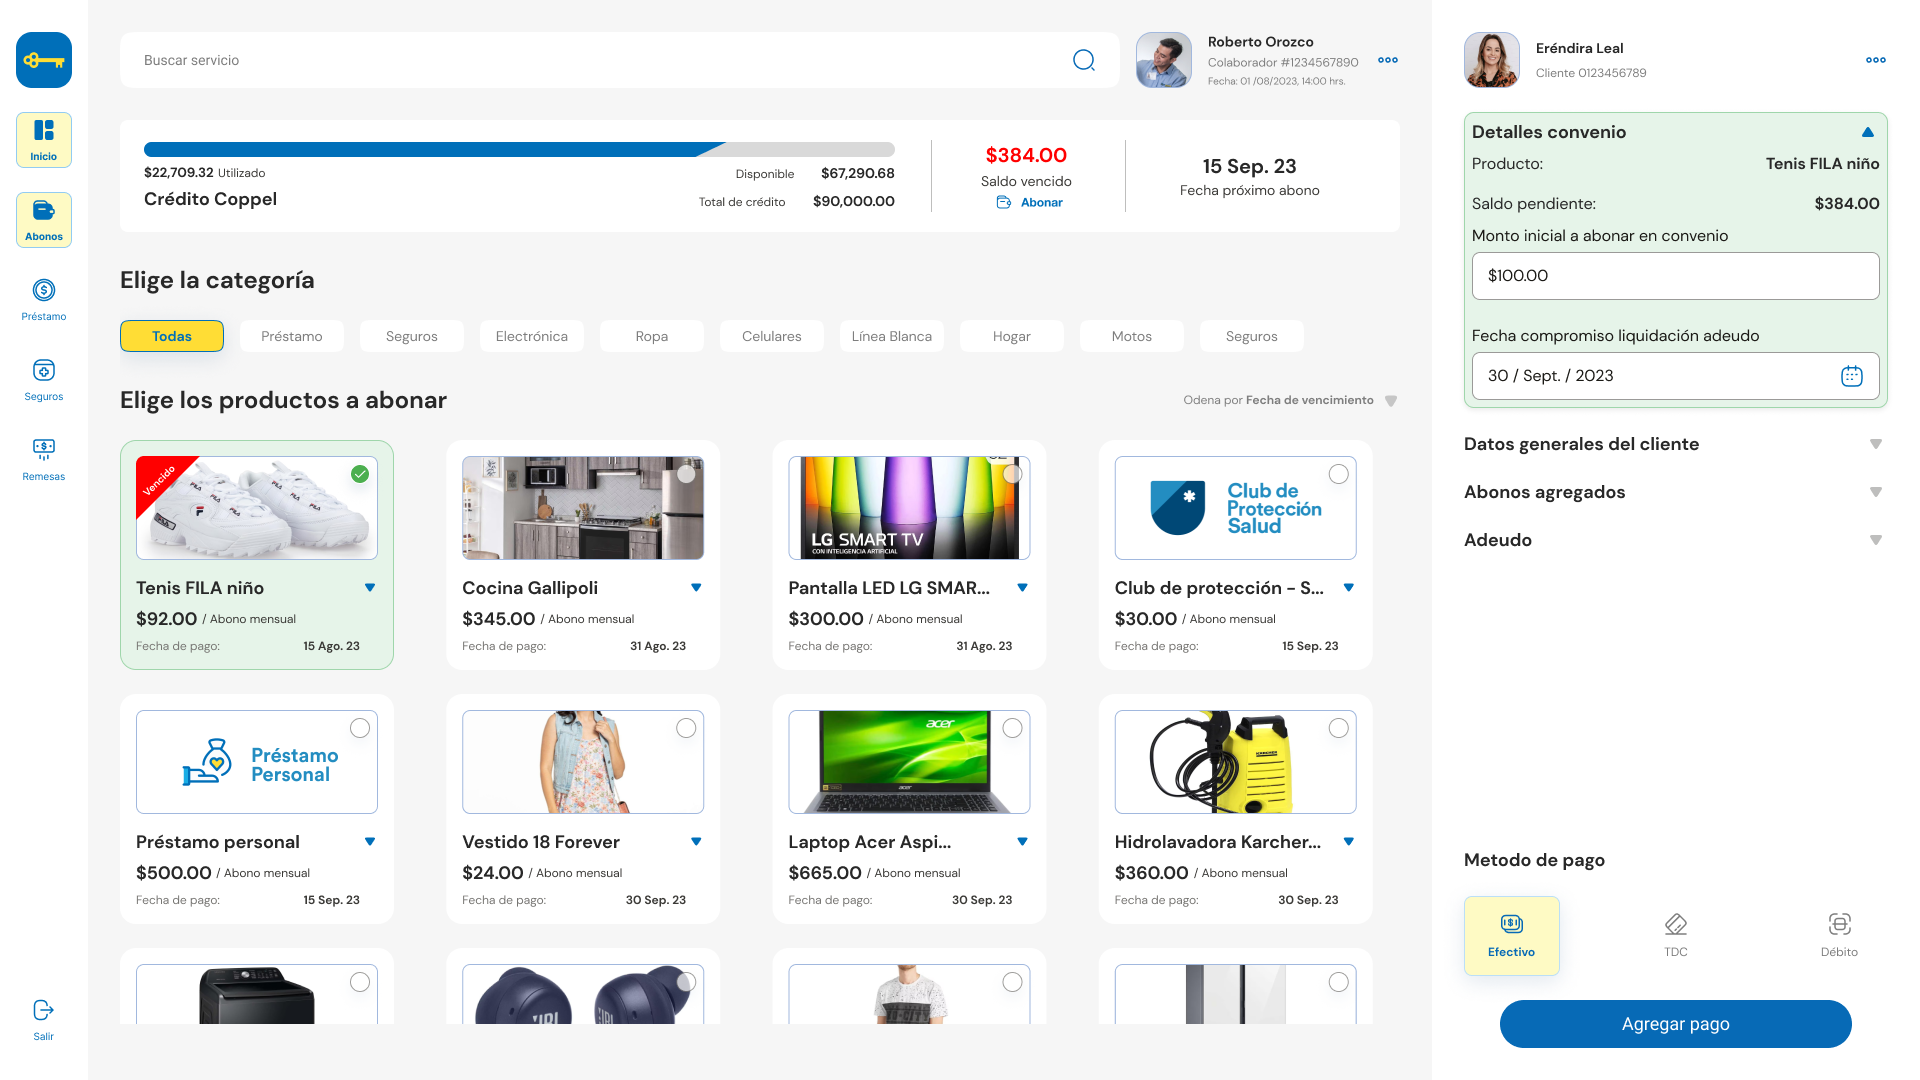 Inicio
Abonos
Préstamo
Seguros
Remesas
Salir
Buscar servicio
Roberto Orozco
Colaborador #1234567890
Fecha: 01 /08/2023, 14:00 hrs.
$22,709.32 Utilizado
Disponible $67,290.68
Crédito Coppel
Total de crédito $90,000.00
$384.00
Saldo vencido
Abonar
15 Sep. 23
Fecha próximo abono
Elige la categoría
Todas Préstamo Seguros Electrónica Ropa Celulares Línea Blanca Hogar Motos Seguros
Elige los productos a abonar
Odena por Fecha de vencimiento
Vencido
FILA
Tenis FILA niño
$92.00 / Abono mensual
Fecha de pago: 15 Ago. 23
Cocina Gallipoli
$345.00 / Abono mensual
Fecha de pago: 31 Ago. 23
LG SMART TV
CON INTELIGENCIA ARTIFICIAL
Pantalla LED LG SMAR...
$300.00 / Abono mensual
Fecha de pago: 31 Ago. 23
Club de
Protección
Salud
Club de protección - S...
$30.00 / Abono mensual
Fecha de pago: 15 Sep. 23
Préstamo
Personal
Préstamo personal
$500.00 / Abono mensual
Fecha de pago: 15 Sep. 23
Vestido 18 Forever
$24.00 / Abono mensual
Fecha de pago: 30 Sep. 23
acer
acer
Laptop Acer Aspi...
$665.00 / Abono mensual
Fecha de pago: 30 Sep. 23
KARCHER
Hidrolavadora Karcher...
$360.00 / Abono mensual
Fecha de pago: 30 Sep. 23
JBL
Eréndira Leal
Cliente 0123456789
Detalles convenio
Producto: Tenis FILA niño
Saldo pendiente: $384.00
Monto inicial a abonar en convenio
$100.00
Fecha compromiso liquidación adeudo
30 / Sept. / 2023
Datos generales del cliente
Abonos agregados
Adeudo
Metodo de pago
Efectivo
TDC
Débito
Agregar pago